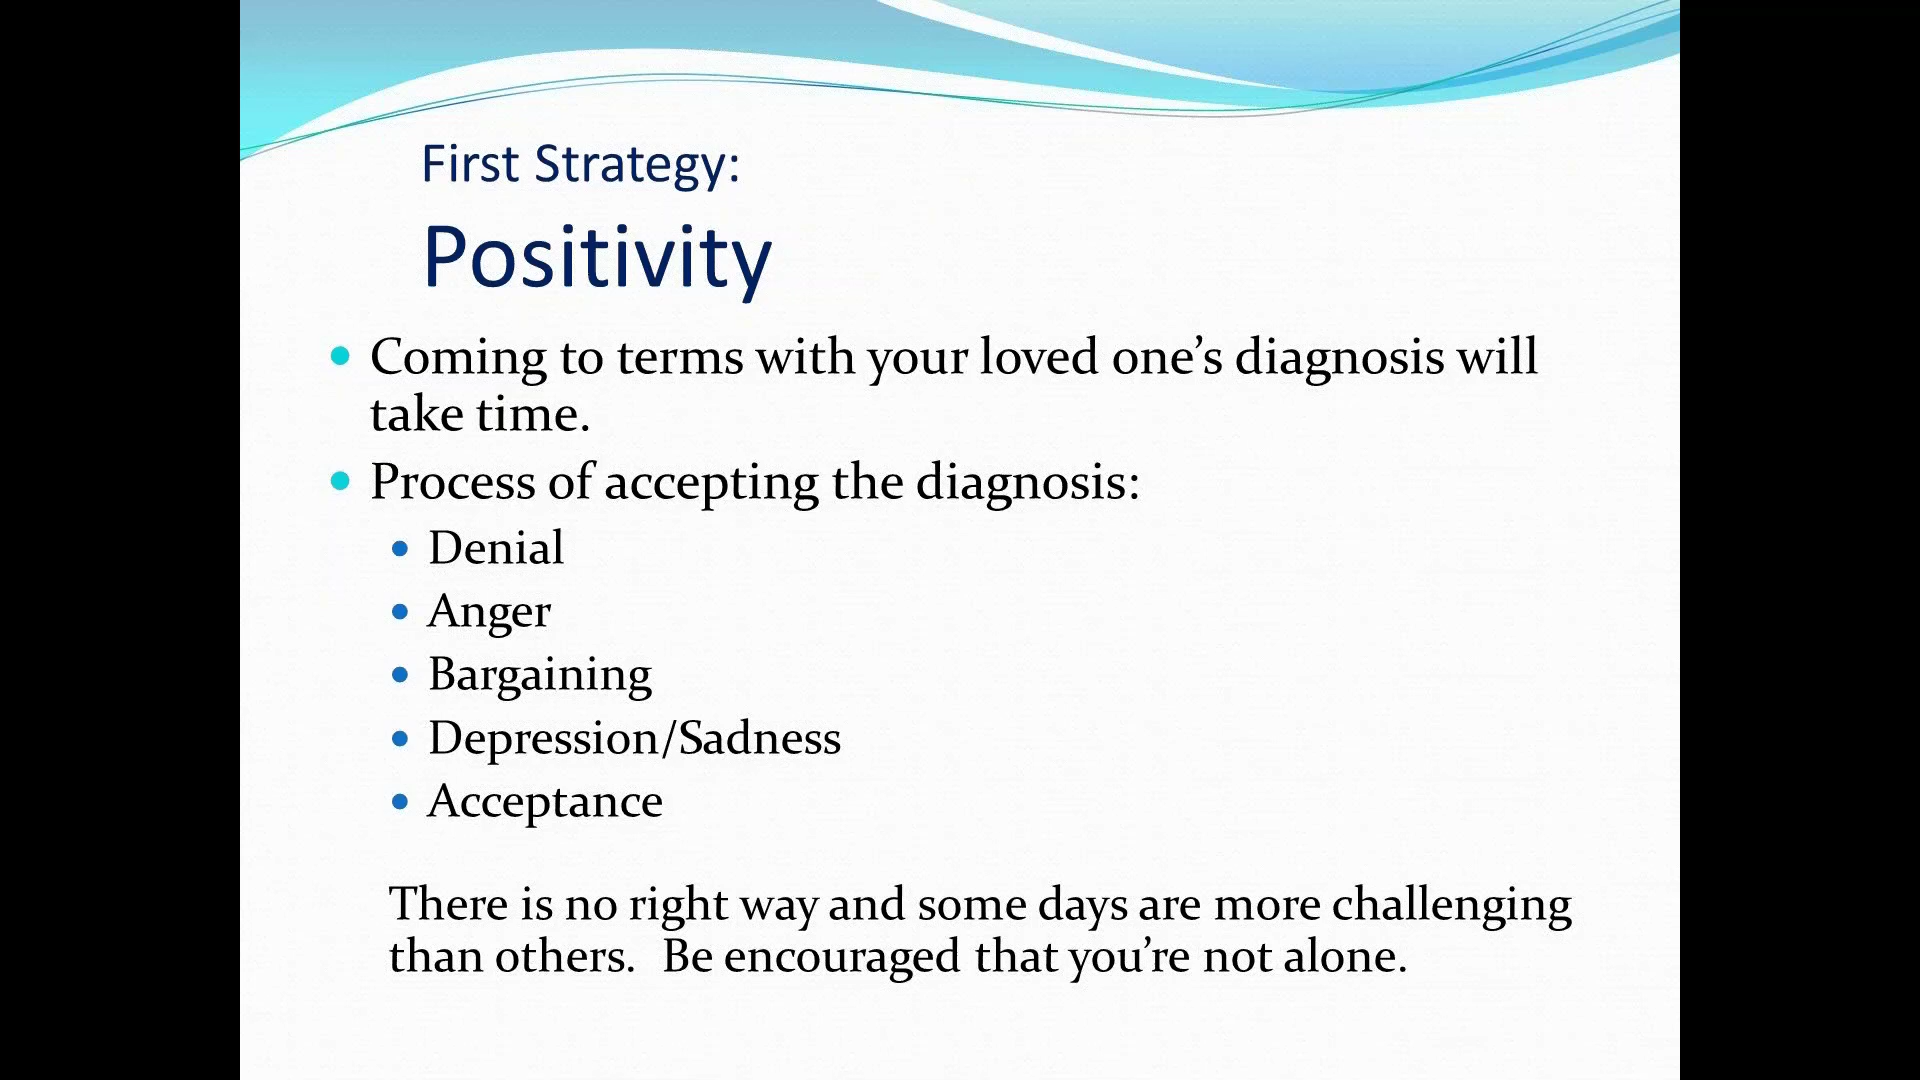 First Strategy:
Positivity
Coming to terms with your loved one’s diagnosis will
take time.
Process of accepting the diagnosis:
Denial
Anger
Bargaining
Depression/Sadness
Acceptance
There is no right way and some days are more challenging
than others.  Be encouraged that you’re not alone.